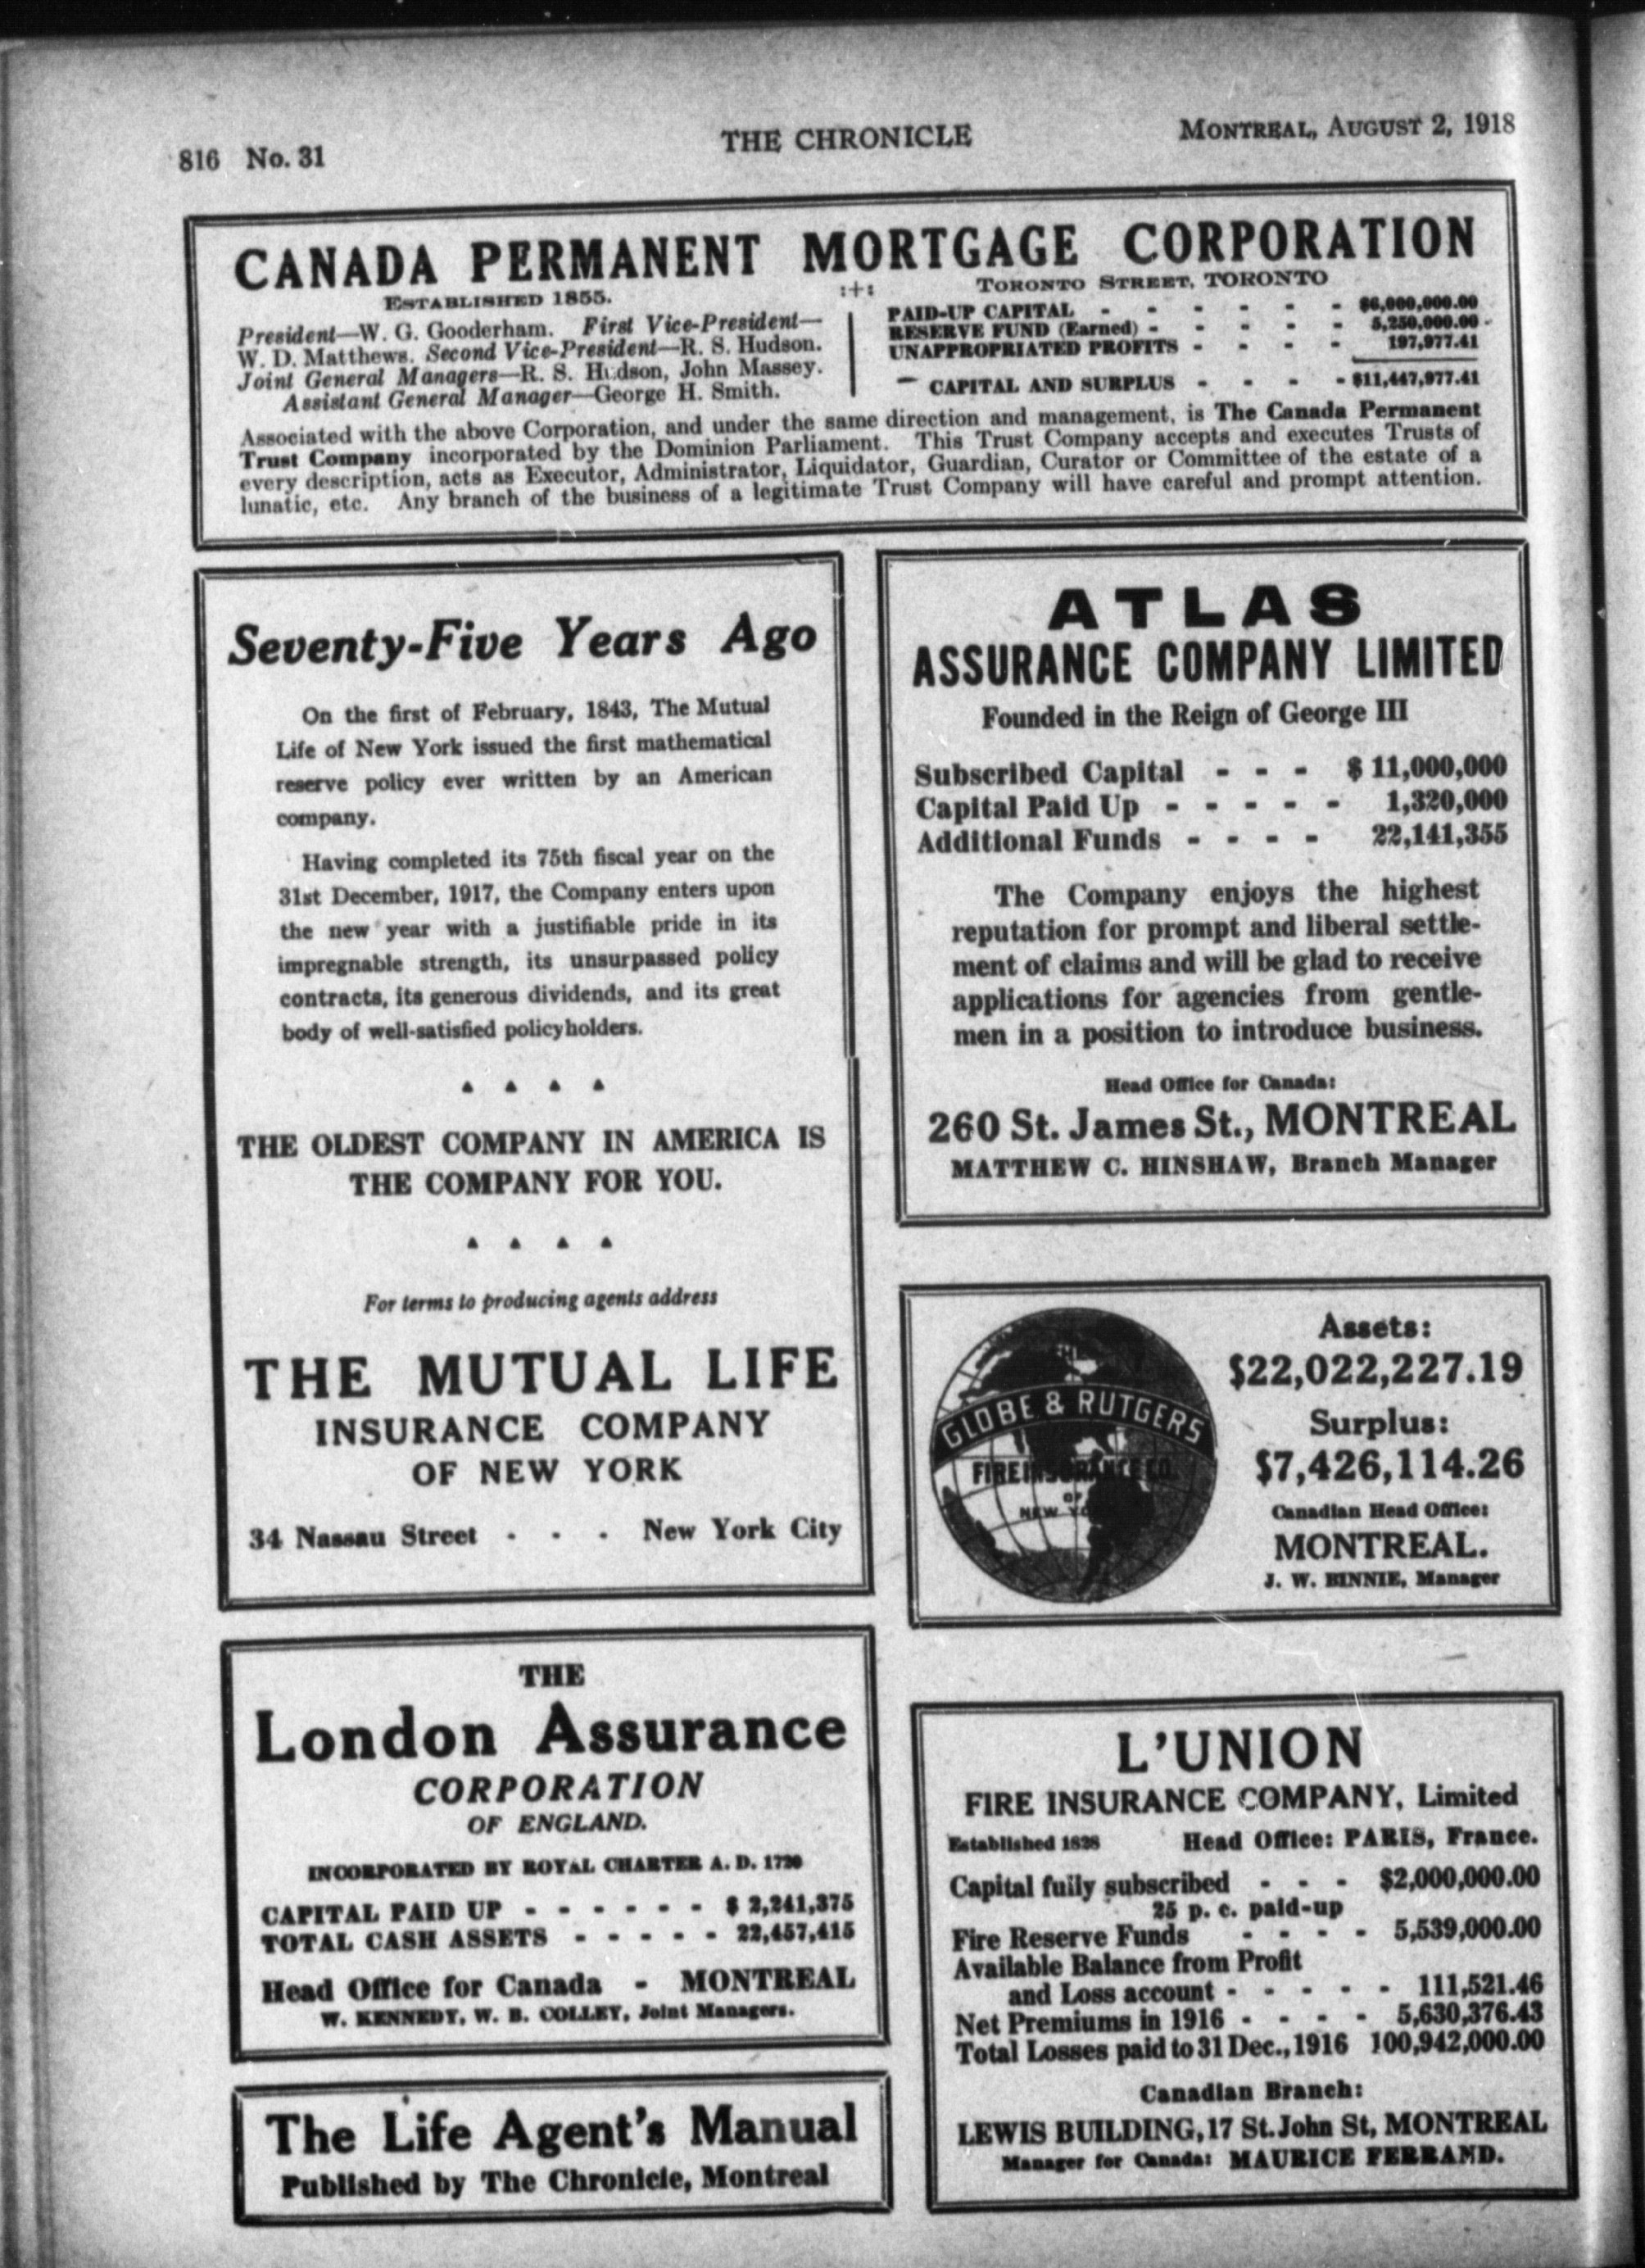 816 No. 31
THE CHRONICLE
MONTREAL, AUGUST 2, 1918
CANADA PERMANENT MORTGAGE CORPORATION
ESTABLISHED 1855.
:+:
TORONTO STREET, TORONTO
President—W. G. Gooderham. First Vice-President—
W. D. Matthews. Second Vice-President—R. S. Hudson.
Joint General Managers—R. S. Hudson, John Massey.
Assistant General Manager—George H. Smith.
PAID-UP CAPITAL - - - - - - $6,000,000.00
RESERVE FUND (Earned) - - - - - 5,250,000.00
UNAPPROPRIATED PROFITS - - - - 197,977.41
CAPITAL AND SURPLUS - - - - $11,447,977.41
Associated with the above Corporation, and under the same direction and management, is The Canada Permanent
Trust Company incorporated by the Dominion Parliament. This Trust Company accepts and executes Trusts of
every description, acts as Executor, Administrator, Liquidator, Guardian, Curator or Committee of the estate of a
lunatic, etc. Any branch of the business of a legitimate Trust Company will have careful and prompt attention.
Seventy-Five Years Ago
On the first of February, 1843, The Mutual
Life of New York issued the first mathematical
reserve policy ever written by an American
company.
Having completed its 75th fiscal year on the
31st December, 1917, the Company enters upon
the new year with a justifiable pride in its
impregnable strength, its unsurpassed policy
contracts, its generous dividends, and its great
body of well-satisfied policyholders.
THE OLDEST COMPANY IN AMERICA IS
THE COMPANY FOR YOU.
For terms to producing agents address
THE MUTUAL LIFE
INSURANCE COMPANY
OF NEW YORK
34 Nassau Street - - - New York City
THE
London Assurance
CORPORATION
OF ENGLAND.
INCORPORATED BY ROYAL CHARTER A. D. 1720
CAPITAL PAID UP - - - - - - $ 2,241,375
TOTAL CASH ASSETS - - - - - 22,457,415
Head Office for Canada - MONTREAL
W. KENNEDY, W. B. COLLEY, Joint Managers.
The Life Agent's Manual
Published by The Chronicle, Montreal
ATLAS
ASSURANCE COMPANY LIMITED
Founded in the Reign of George III
Subscribed Capital - - - $ 11,000,000
Capital Paid Up - - - - - 1,320,000
Additional Funds - - - - 22,141,355
The Company enjoys the highest
reputation for prompt and liberal settle-
ment of claims and will be glad to receive
applications for agencies from gentle-
men in a position to introduce business.
Head Office for Canada:
260 St. James St., MONTREAL
MATTHEW C. HINSHAW, Branch Manager
THE
GLOBE & RUTGERS
FIRE INSURANCE CO.
OF
NEW YORK
Assets:
$22,022,227.19
Surplus:
$7,426,114.26
Canadian Head Office:
MONTREAL.
J. W. BINNIE, Manager
L'UNION
FIRE INSURANCE COMPANY, Limited
Established 1828 Head Office: PARIS, France.
Capital fully subscribed - - - $2,000,000.00
25 p. c. paid-up
Fire Reserve Funds - - - - 5,539,000.00
Available Balance from Profit
and Loss account - - - - - 111,521.46
Net Premiums in 1916 - - - - 5,630,376.43
Total Losses paid to 31 Dec., 1916 100,942,000.00
Canadian Branch:
LEWIS BUILDING, 17 St. John St, MONTREAL
Manager for Canada: MAURICE FERRAND.